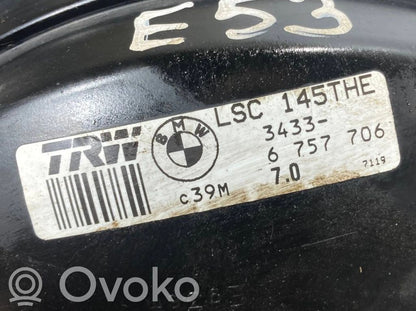 E53
LSC 145THE
TRW
BMW
3433-
6 757 706
c39M
7.0
7119
Ovoko